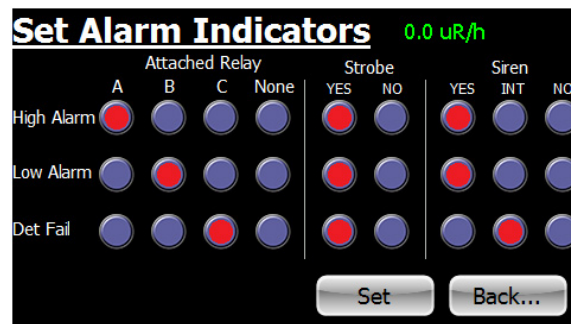 Set Alarm Indicators 0.0 uR/h
Attached Relay Strobe Siren
A B C None YES NO YES INT NO
High Alarm
Low Alarm
Det Fail
Set Back...